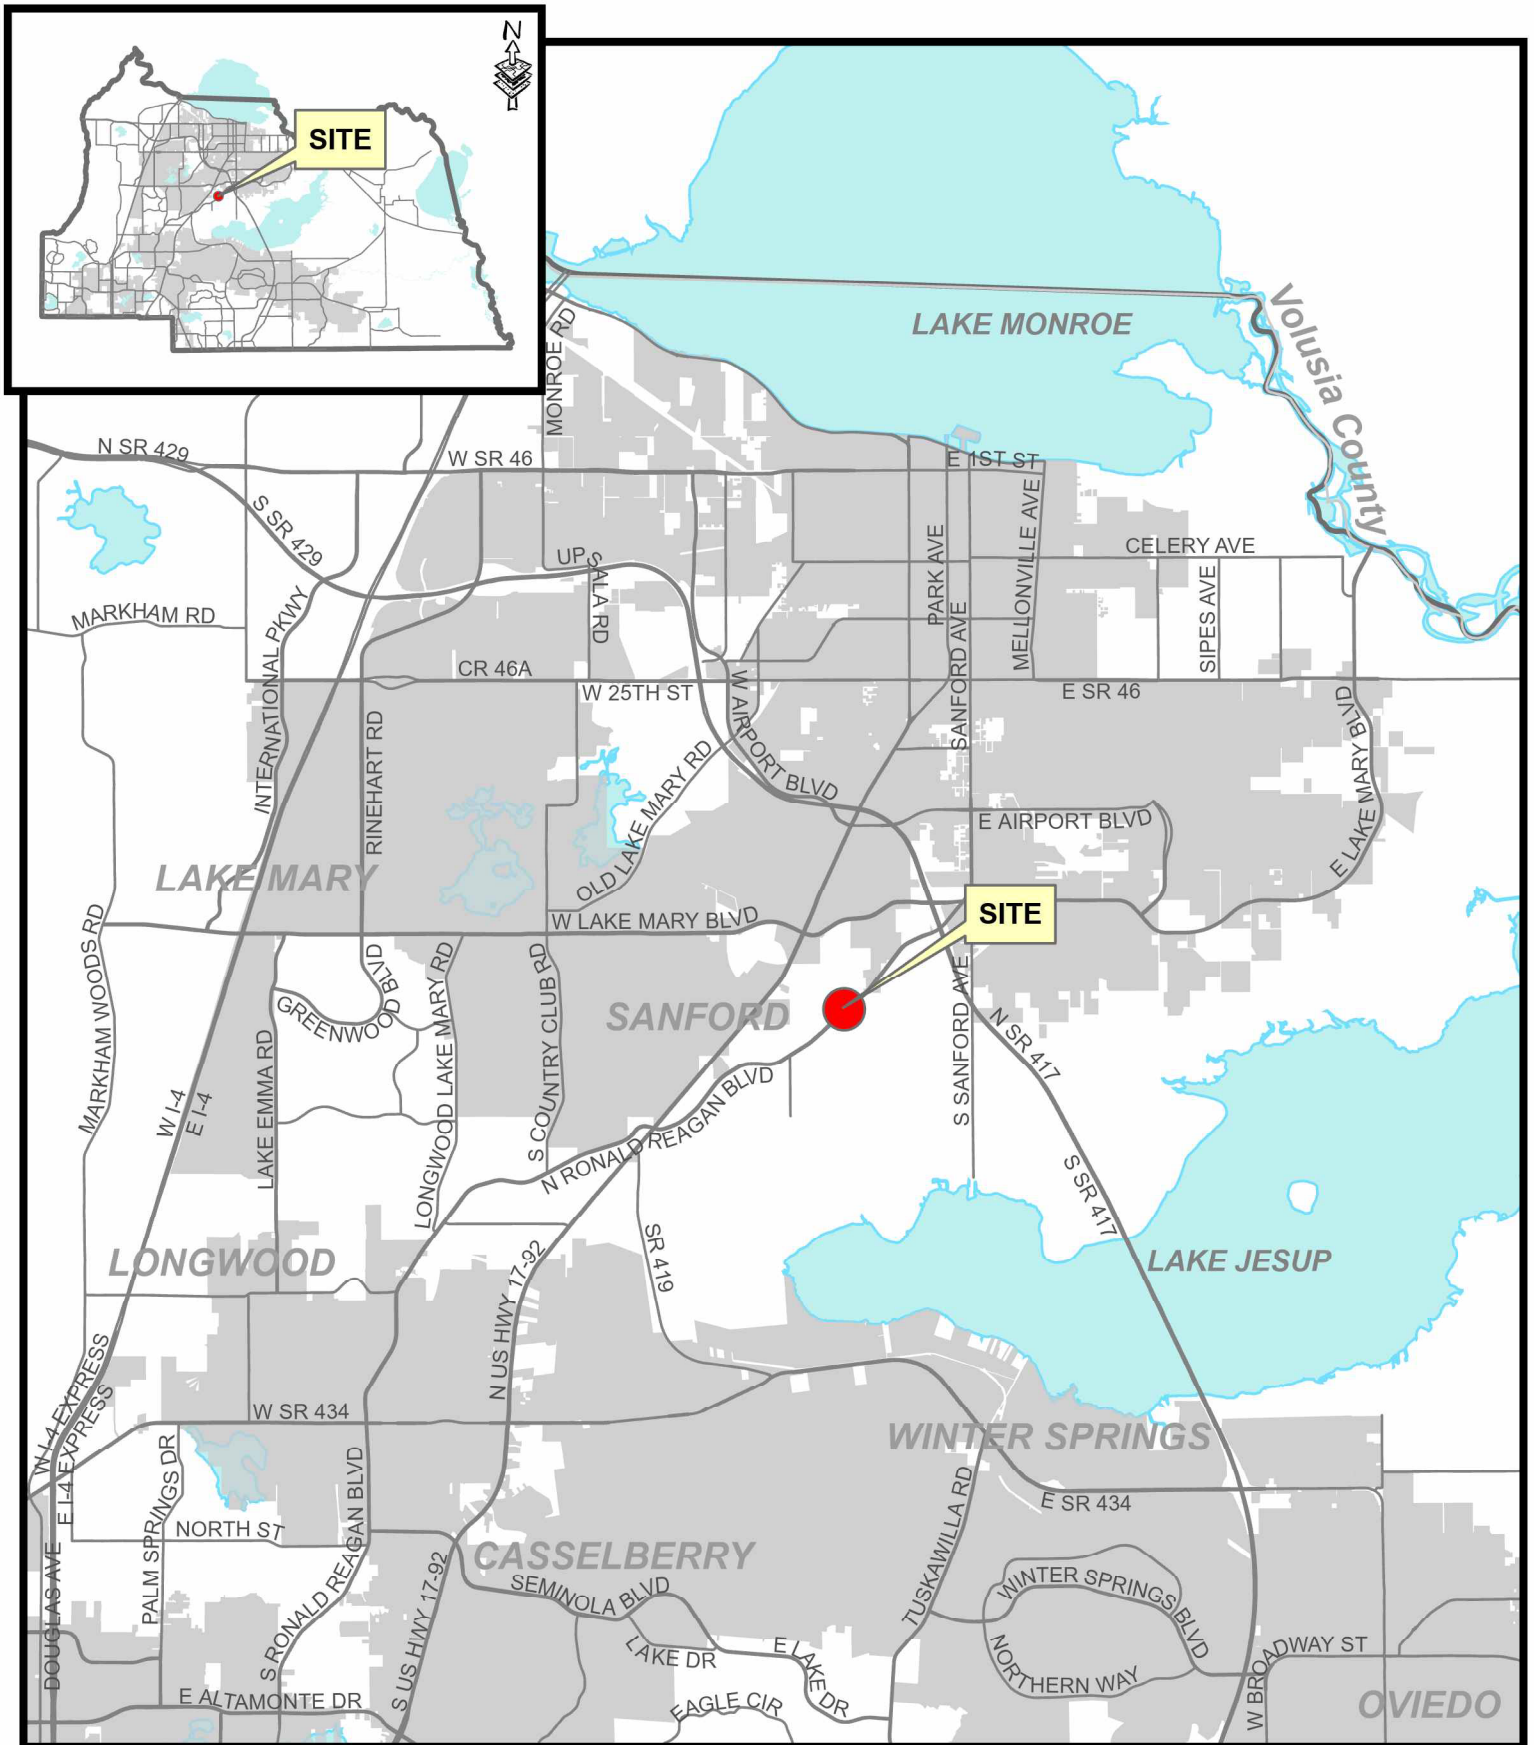 N
SITE
LAKE MONROE
Volusia County
MONROE RD
N SR 429
W SR 46
E 1ST ST
S SR 429
UPSALA RD
PARK AVE
MELLONVILLE AVE
CELERY AVE
SIPES AVE
MARKHAM RD
INTERNATIONAL PKWY
SANFORD AVE
CR 46A
W 25TH ST
E SR 46
W AIRPORT BLVD
RINEHART RD
OLD LAKE MARY RD
E AIRPORT BLVD
E LAKE MARY BLVD
LAKE MARY
W LAKE MARY BLVD
SITE
MARKHAM WOODS RD
GREENWOOD BLVD
LONGWOOD LAKE MARY RD
S COUNTRY CLUB RD
SANFORD
S SANFORD AVE
N SR 417
LAKE EMMA RD
W I-4
E I-4
N RONALD REAGAN BLVD
S SR 417
LONGWOOD
N US HWY 17-92
SR 419
LAKE JESUP
W I-4 EXPRESS
E I-4 EXPRESS
W SR 434
WINTER SPRINGS
PALM SPRINGS DR
NORTH ST
S RONALD REAGAN BLVD
E SR 434
TUSKAWILLA RD
CASSELBERRY
DOUGLAS AVE
S US HWY 17-92
SEMINOLA BLVD
WINTER SPRINGS BLVD
LAKE DR
E LAKE DR
NORTHERN WAY
W BROADWAY ST
E ALTAMONTE DR
EAGLE CIR
OVIEDO